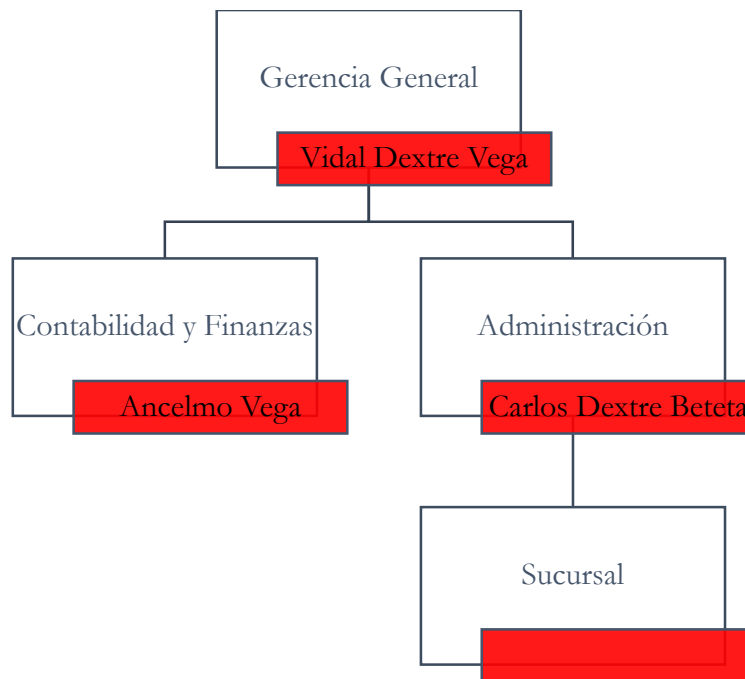 Gerencia General
Vidal Dextre Vega
Contabilidad y Finanzas
Ancelmo Vega
Administración
Carlos Dextre Beteta
Sucursal